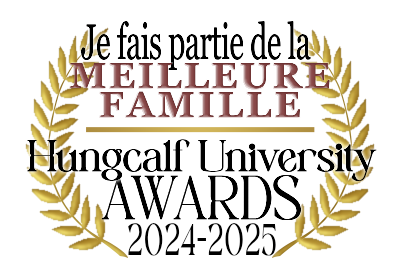 Je fais partie de la
MEILLEURE
FAMILLE
Hungcalf University
AWARDS
2024-2025